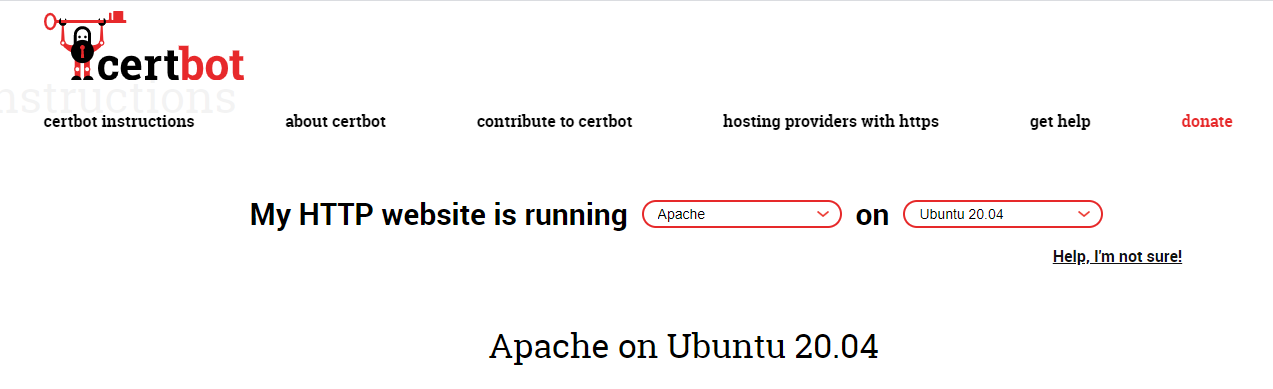 certbot
nstructions
certbot instructions about certbot contribute to certbot hosting providers with https get help donate
My HTTP website is running Apache on Ubuntu 20.04
Help, I'm not sure!
Apache on Ubuntu 20.04